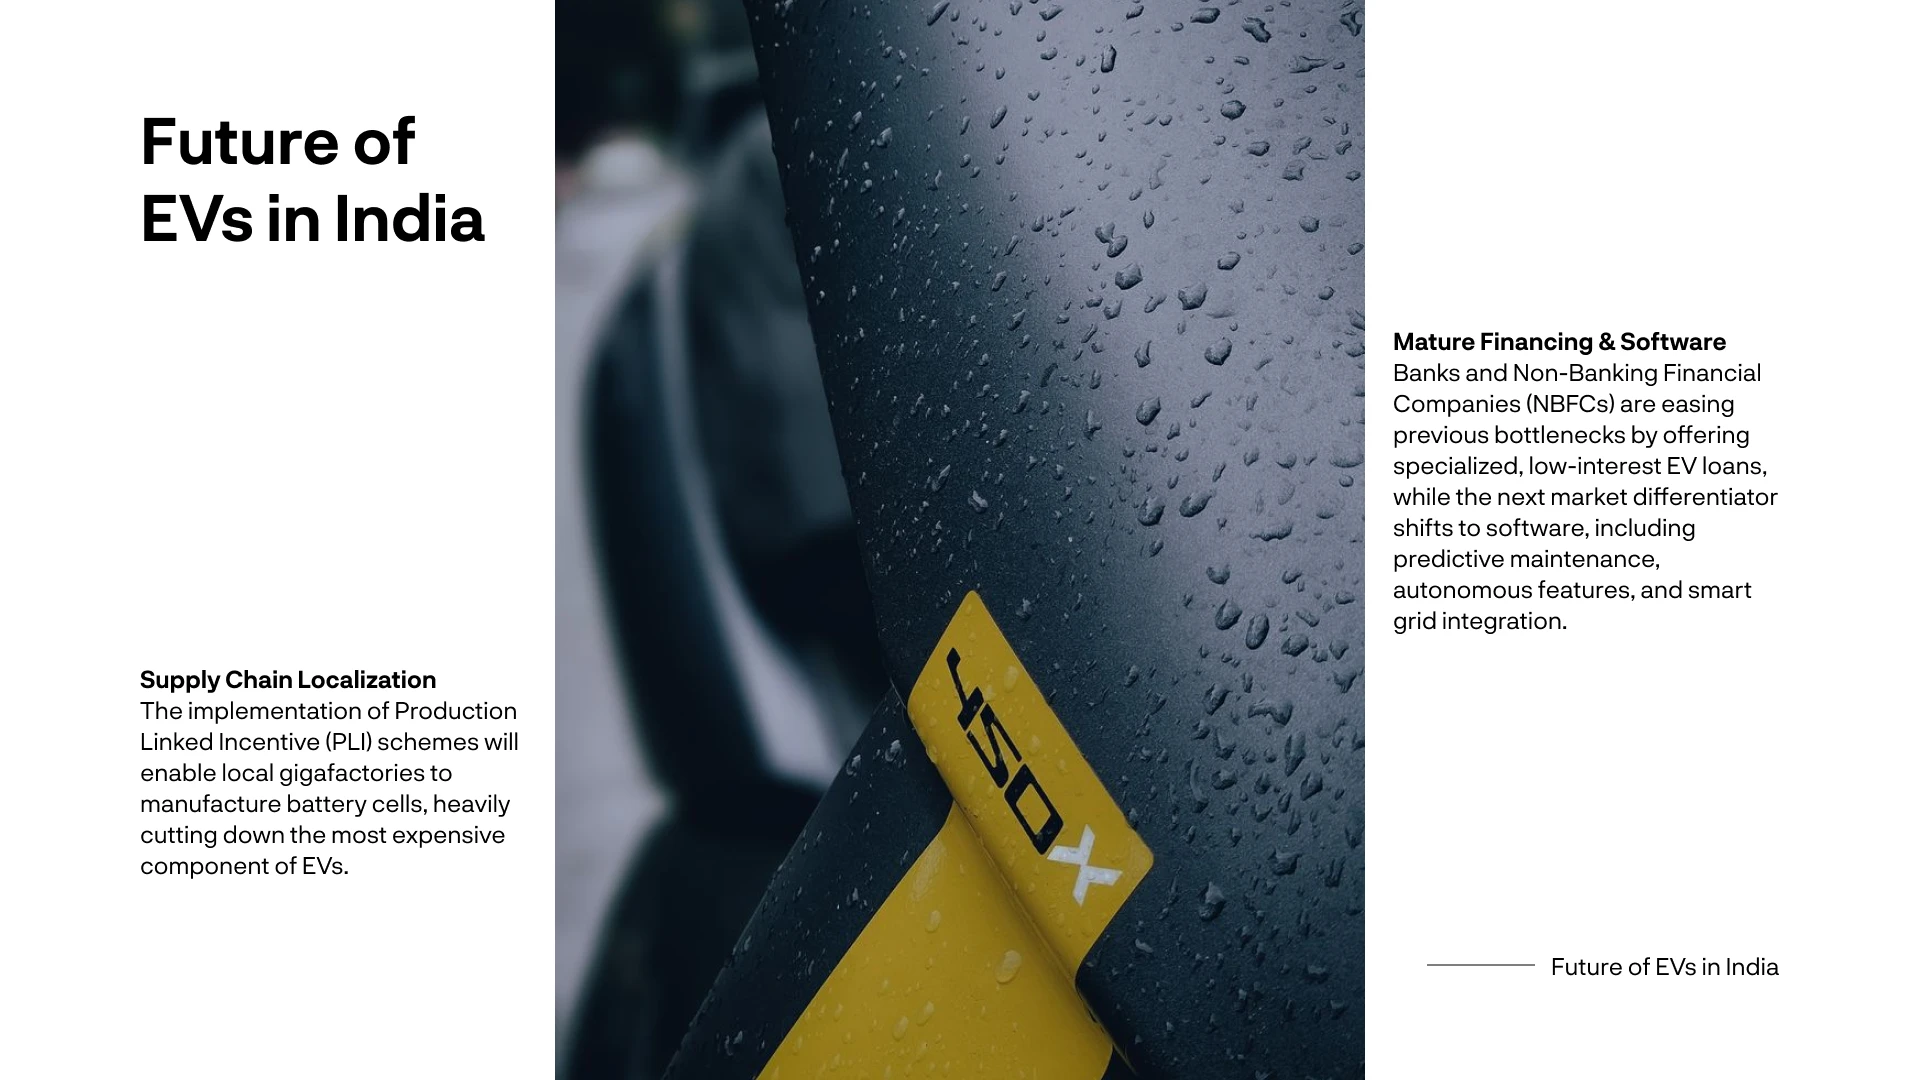 Future of
EVs in India
Supply Chain Localization
The implementation of Production
Linked Incentive (PLI) schemes will
enable local gigafactories to
manufacture battery cells, heavily
cutting down the most expensive
component of EVs.
450X
Mature Financing & Software
Banks and Non-Banking Financial
Companies (NBFCs) are easing
previous bottlenecks by offering
specialized, low-interest EV loans,
while the next market differentiator
shifts to software, including
predictive maintenance,
autonomous features, and smart
grid integration.
Future of EVs in India